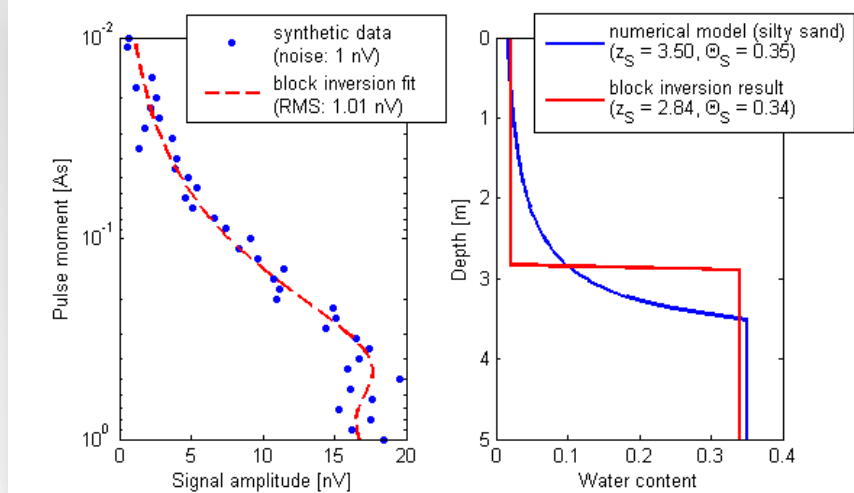 synthetic data
(noise: 1 nV)
block inversion fit
(RMS: 1.01 nV)
10^-2
10^-1
10^0
Pulse moment [As]
0
5
10
15
20
Signal amplitude [nV]
numerical model (silty sand)
(z_S = 3.50, Θ_S = 0.35)
block inversion result
(z_S = 2.84, Θ_S = 0.34)
0
1
2
3
4
5
Depth [m]
0
0.1
0.2
0.3
0.4
Water content